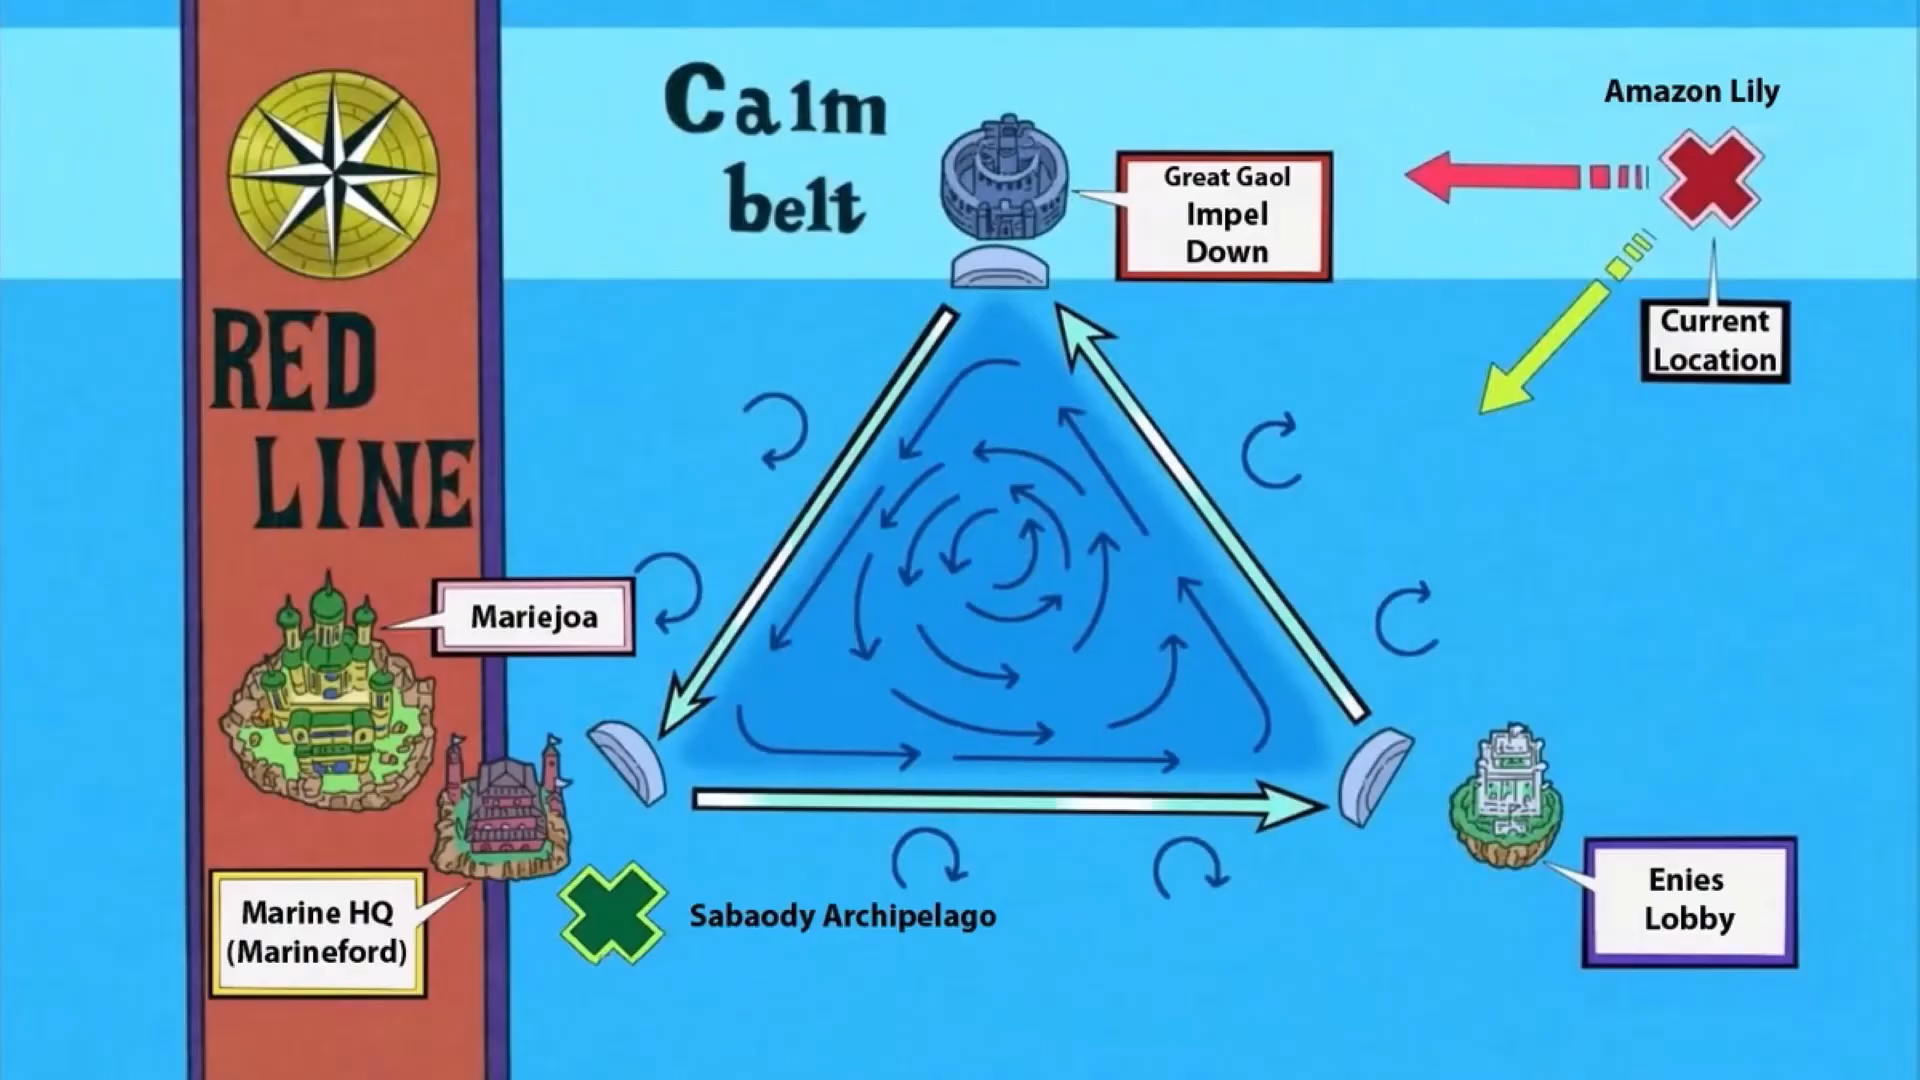 Calm
belt
Amazon Lily
Great Gaol
Impel
Down
Current
Location
RED
LINE
Mariejoa
Marine HQ
(Marineford)
Sabaody Archipelago
Enies
Lobby